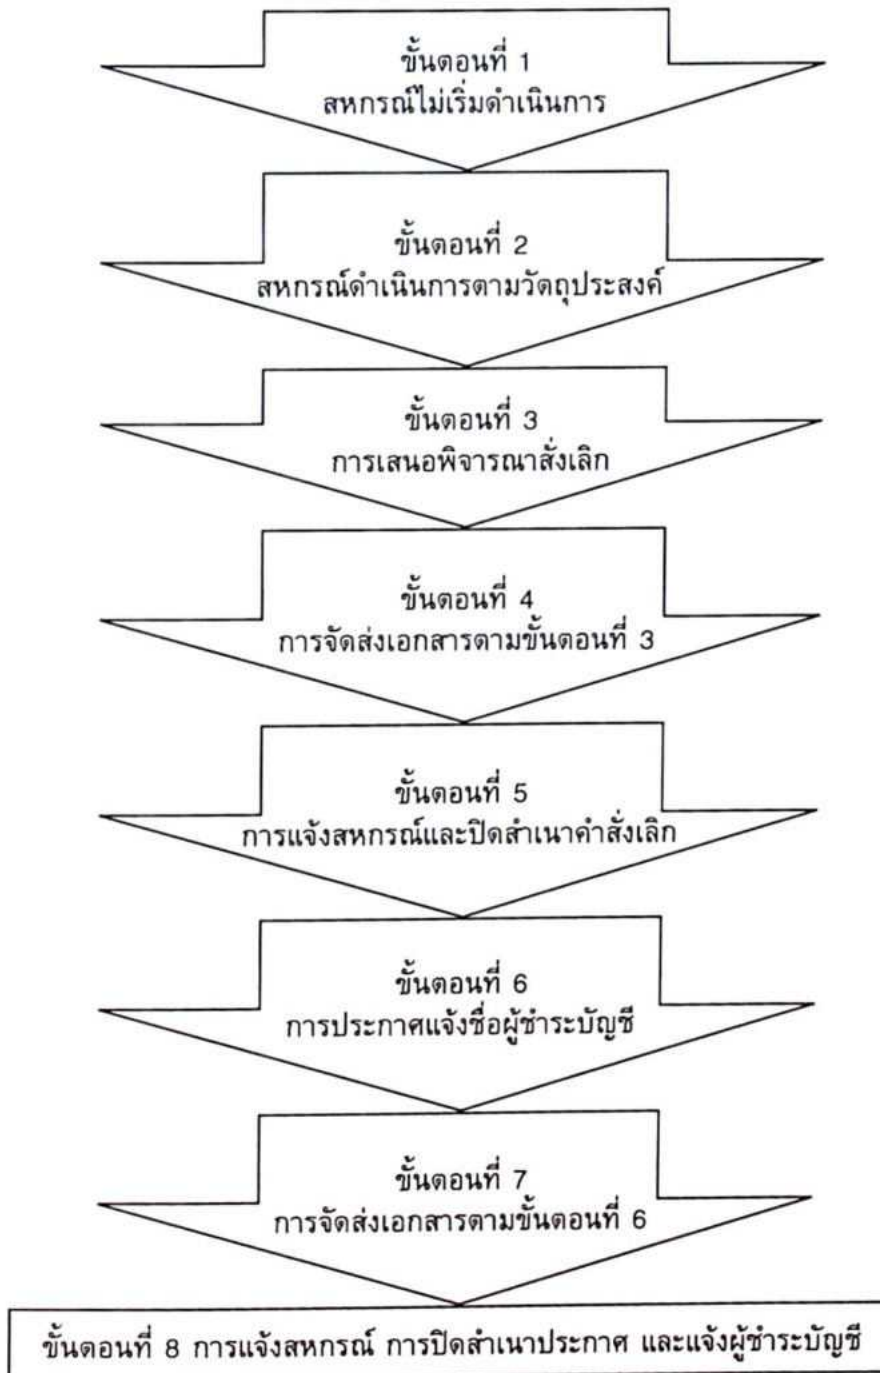 ขั้นตอนที่ 1
สหกรณ์ไม่เริ่มดำเนินการ
ขั้นตอนที่ 2
สหกรณ์ดำเนินการตามวัตถุประสงค์
ขั้นตอนที่ 3
การเสนอพิจารณาสั่งเลิก
ขั้นตอนที่ 4
การจัดส่งเอกสารตามขั้นตอนที่ 3
ขั้นตอนที่ 5
การแจ้งสหกรณ์และปิดสำเนาคำสั่งเลิก
ขั้นตอนที่ 6
การประกาศแจ้งชื่อผู้ชำระบัญชี
ขั้นตอนที่ 7
การจัดส่งเอกสารตามขั้นตอนที่ 6
ขั้นตอนที่ 8 การแจ้งสหกรณ์ การปิดสำเนาประกาศ และแจ้งผู้ชำระบัญชี